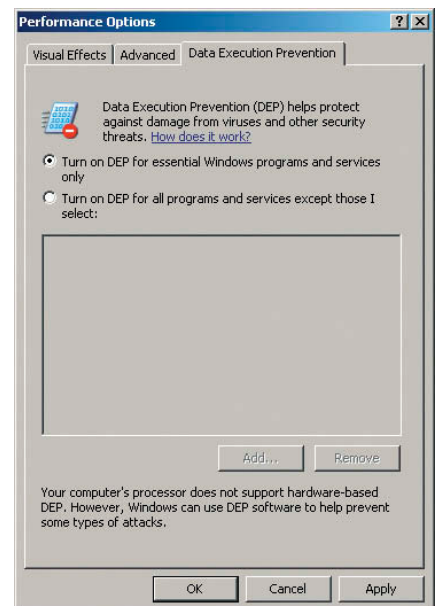 Performance Options
Visual Effects
Advanced
Data Execution Prevention
Data Execution Prevention (DEP) helps protect
against damage from viruses and other security
threats. How does it work?
Turn on DEP for essential Windows programs and services
only
Turn on DEP for all programs and services except those I
select:
Add...
Remove
Your computer's processor does not support hardware-based
DEP. However, Windows can use DEP software to help prevent
some types of attacks.
OK
Cancel
Apply